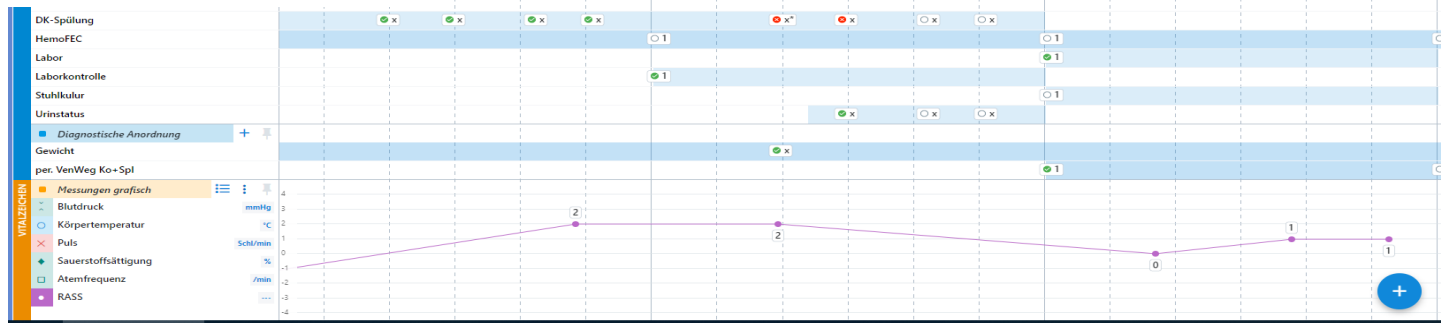 DK-Spülung x x x x x* x x x
HemoFEC 1 1
Labor 1
Laborkontrolle 1
Stuhlkultur 1
Urinstatus x x x
Diagnostische Anordnung +
Gewicht x
per. VenWeg Ko+Spl 1
VITALZEICHEN
Messungen grafisch
Blutdruck mmHg
Körpertemperatur °C
Puls Schl/min
Sauerstoffsättigung %
Atemfrequenz /min
RASS ---
4
3
2
1
0
-1
-2
-3
-4
2
2
0
1
1
+